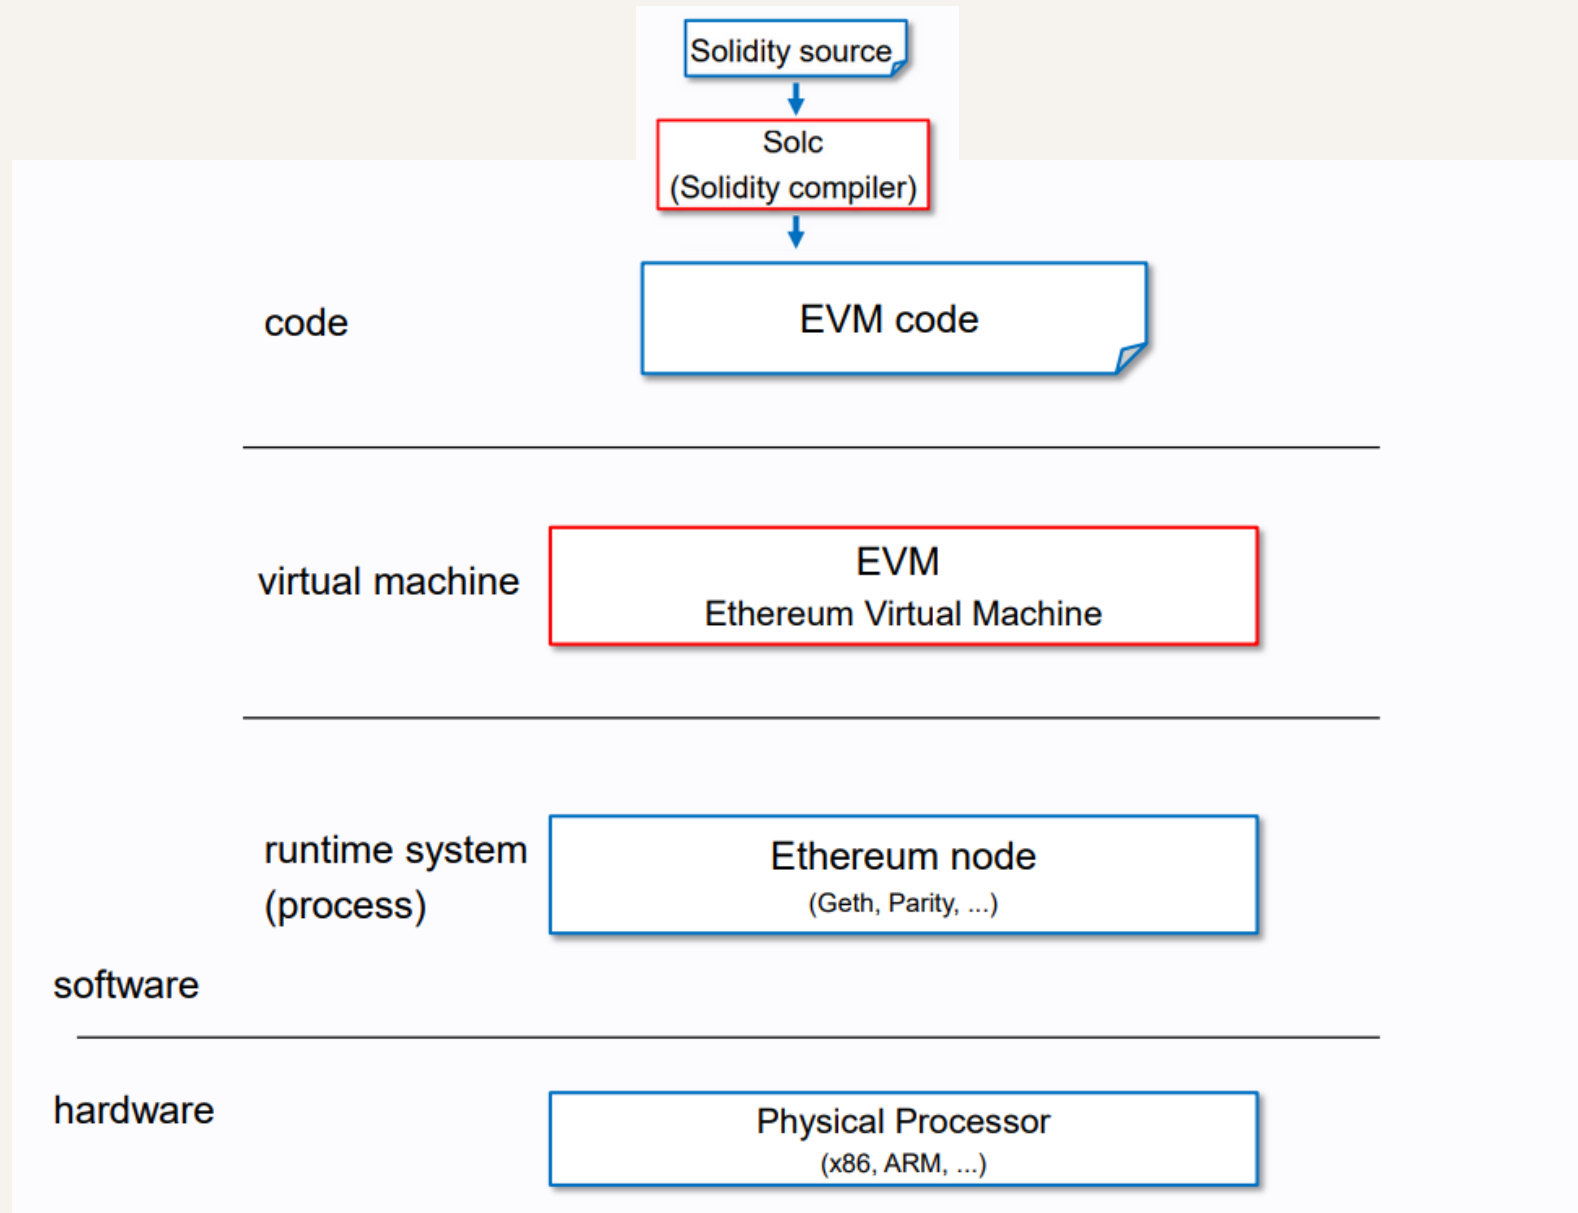 Solidity source
Solc
(Solidity compiler)
code
EVM code
virtual machine
EVM
Ethereum Virtual Machine
runtime system
(process)
Ethereum node
(Geth, Parity, ...)
software
hardware
Physical Processor
(x86, ARM, ...)